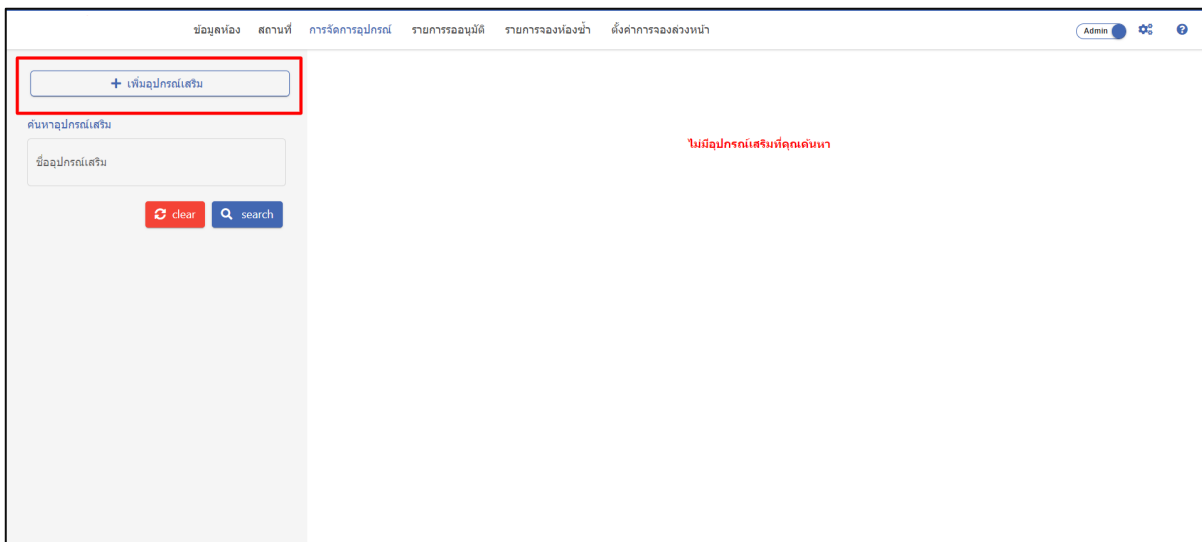 ข้อมูลห้อง สถานที่ การจัดการอุปกรณ์ รายการรออนุมัติ รายการจองห้องซ้ำ ตั้งค่าการจองล่วงหน้า Admin
เพิ่มอุปกรณ์เสริม
ค้นหาอุปกรณ์เสริม
ชื่ออุปกรณ์เสริม
ไม่มีอุปกรณ์เสริมที่คุณค้นหา
clear search